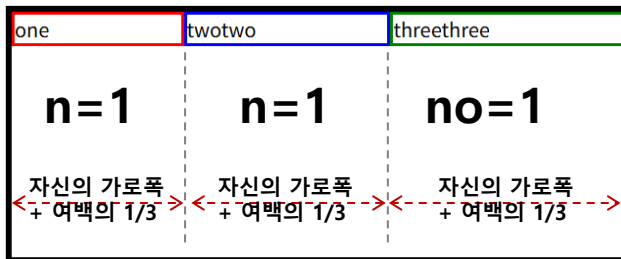 one twotwo threethree
n=1 n=1 no=1
자신의 가로폭 자신의 가로폭 자신의 가로폭
+ 여백의 1/3 + 여백의 1/3 + 여백의 1/3